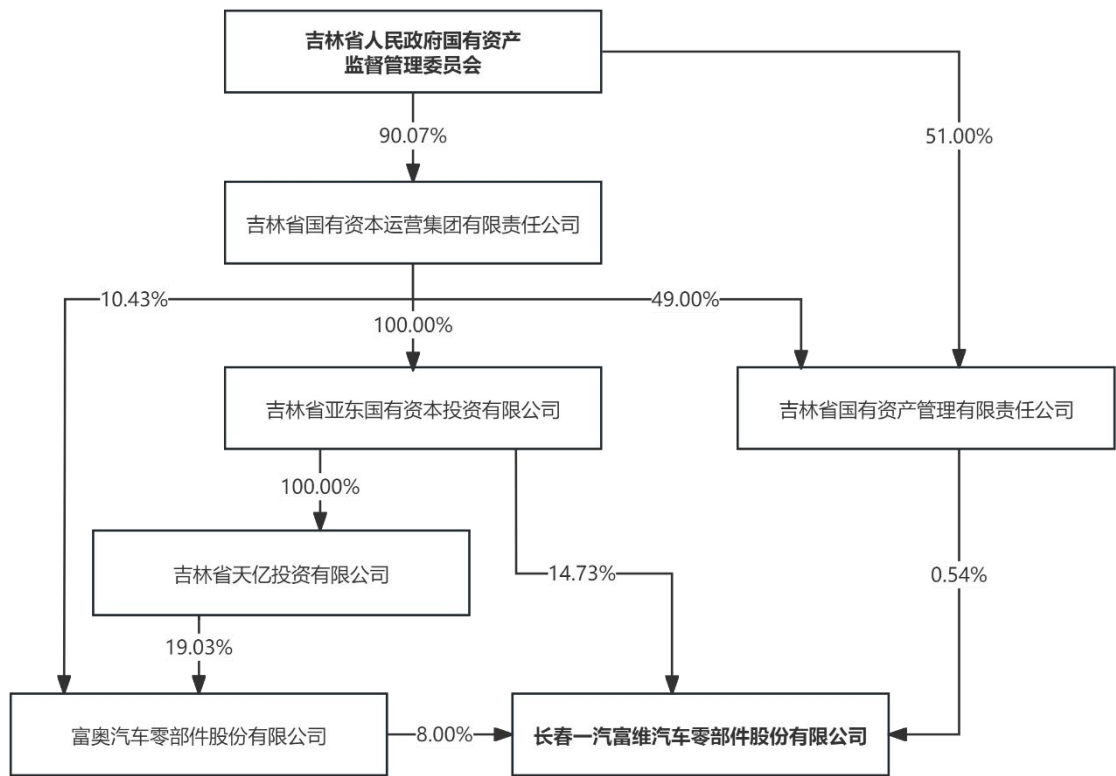 吉林省人民政府国有资产
监督管理委员会
90.07%
51.00%
吉林省国有资本运营集团有限责任公司
10.43%
49.00%
100.00%
吉林省亚东国有资本投资有限公司
吉林省国有资产管理有限责任公司
100.00%
吉林省天亿投资有限公司
14.73%
0.54%
19.03%
富奥汽车零部件股份有限公司
8.00%
长春一汽富维汽车零部件股份有限公司